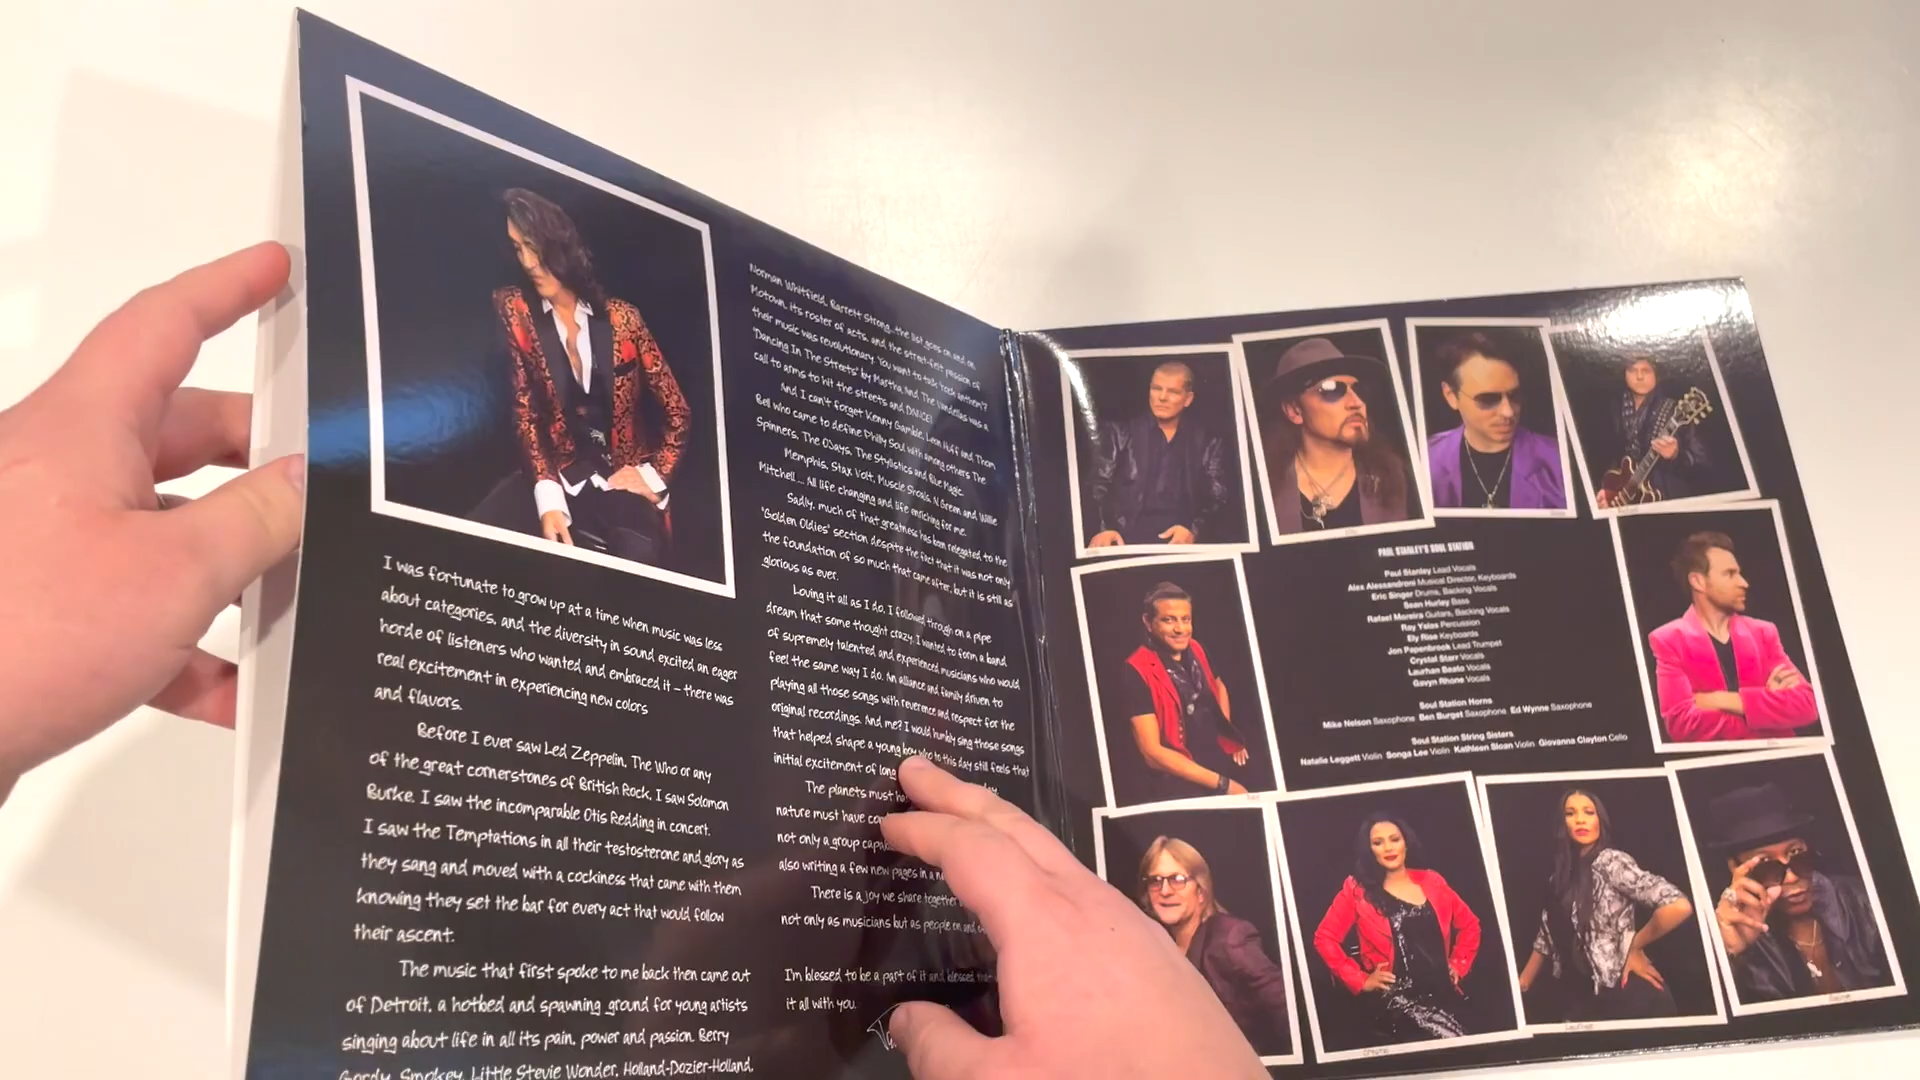 I was fortunate to grow up at a time when music was less
about categories, and the diversity in sound excited an eager
horde of listeners who wanted and embraced it – there was
real excitement in experiencing new colors
and flavors.
Before I ever saw Led Zeppelin, The Who or any
of the great cornerstones of British Rock, I saw Solomon
Burke. I saw the incomparable Otis Redding in concert.
I saw the Temptations in all their testosterone and glory as
they sang and moved with a cockiness that came with them
knowing they set the bar for every act that would follow
their ascent.
The music that first spoke to me back then came out
of Detroit, a hotbed and spawning ground for young artists
singing about life in all its pain, power and passion. Berry
Gordy, Smokey, Little Stevie Wonder, Holland-Dozier-Holland,
Norman Whitfield, Barrett Strong...the list goes on and on.
Motown, its roster of acts, and the street-first passion of
their music was revolutionary. You want to talk "rock anthem"?
"Dancing In The Streets" by Martha And The Vandellas was a
call to arms to hit the streets and DANCE!
And I can't forget Kenny Gamble, Leon Huff and Thom
Bell who came to define Philly Soul with among others The
Spinners, The OJays, The Stylistics and Blue Magic.
Memphis, Stax Volt, Muscle Shoals, Al Green and Willie
Mitchell ... All life changing and life enriching for me.
Sadly, much of that greatness has been relegated to the
"Golden Oldies" section despite the fact that it was not only
the foundation of so much that came after, but it is still as
glorious as ever.
Loving it all as I do, I followed through on a pipe
dream that some thought crazy. I wanted to form a band
of supremely talented and experienced musicians who would
feel the same way I do. An alliance and family driven to
playing all those songs with reverence and respect for the
original recordings. And me? I would humbly sing those songs
that helped shape a young boy who to this day still feels that
initial excitement of long
The planets must
nature must have
not only a group
also writing a few new pages in a
There is a joy we share together
not only as musicians but as people on and
I'm blessed to be a part of it and blessed
it all with you.
PAUL STANLEY'S SOUL STATION
Paul Stanley Lead Vocals
Alex Alessandroni Musical Director, Keyboards
Eric Singer Drums, Backing Vocals
Sean Hurley Bass
Rafael Moreira Guitars, Backing Vocals
Ray Yslas Percussion
Ely Rise Keyboards
Jon Papenbrook Lead Trumpet
Crystal Starr Vocals
Laurhan Beato Vocals
Gavyn Rhone Vocals
Soul Station Horns
Mike Nelson Saxophone Ben Burget Saxophone Ed Wynne Saxophone
Soul Station String Sisters
Natalie Leggett Violin Songa Lee Violin Kathleen Sloan Violin Giovanna Clayton Cello